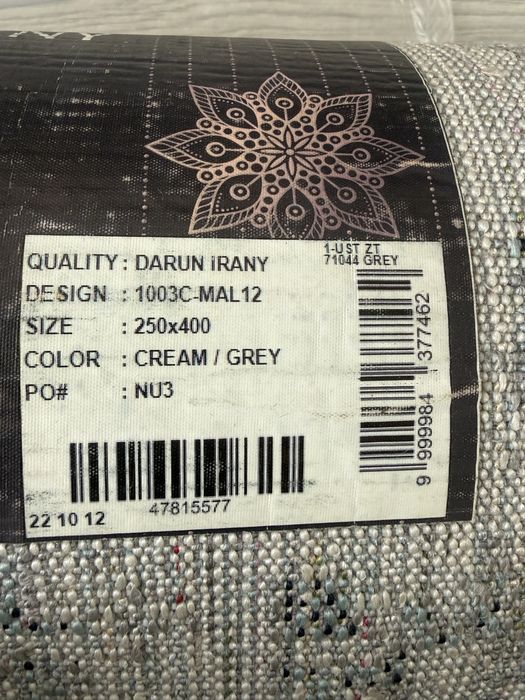 NY
QUALITY : DARUN IRANY
DESIGN : 1003C-MAL12
SIZE : 250x400
COLOR : CREAM / GREY
PO# : NU3
1-U ST ZT
71044 GREY
9 999984 377462
47815577
22 10 12